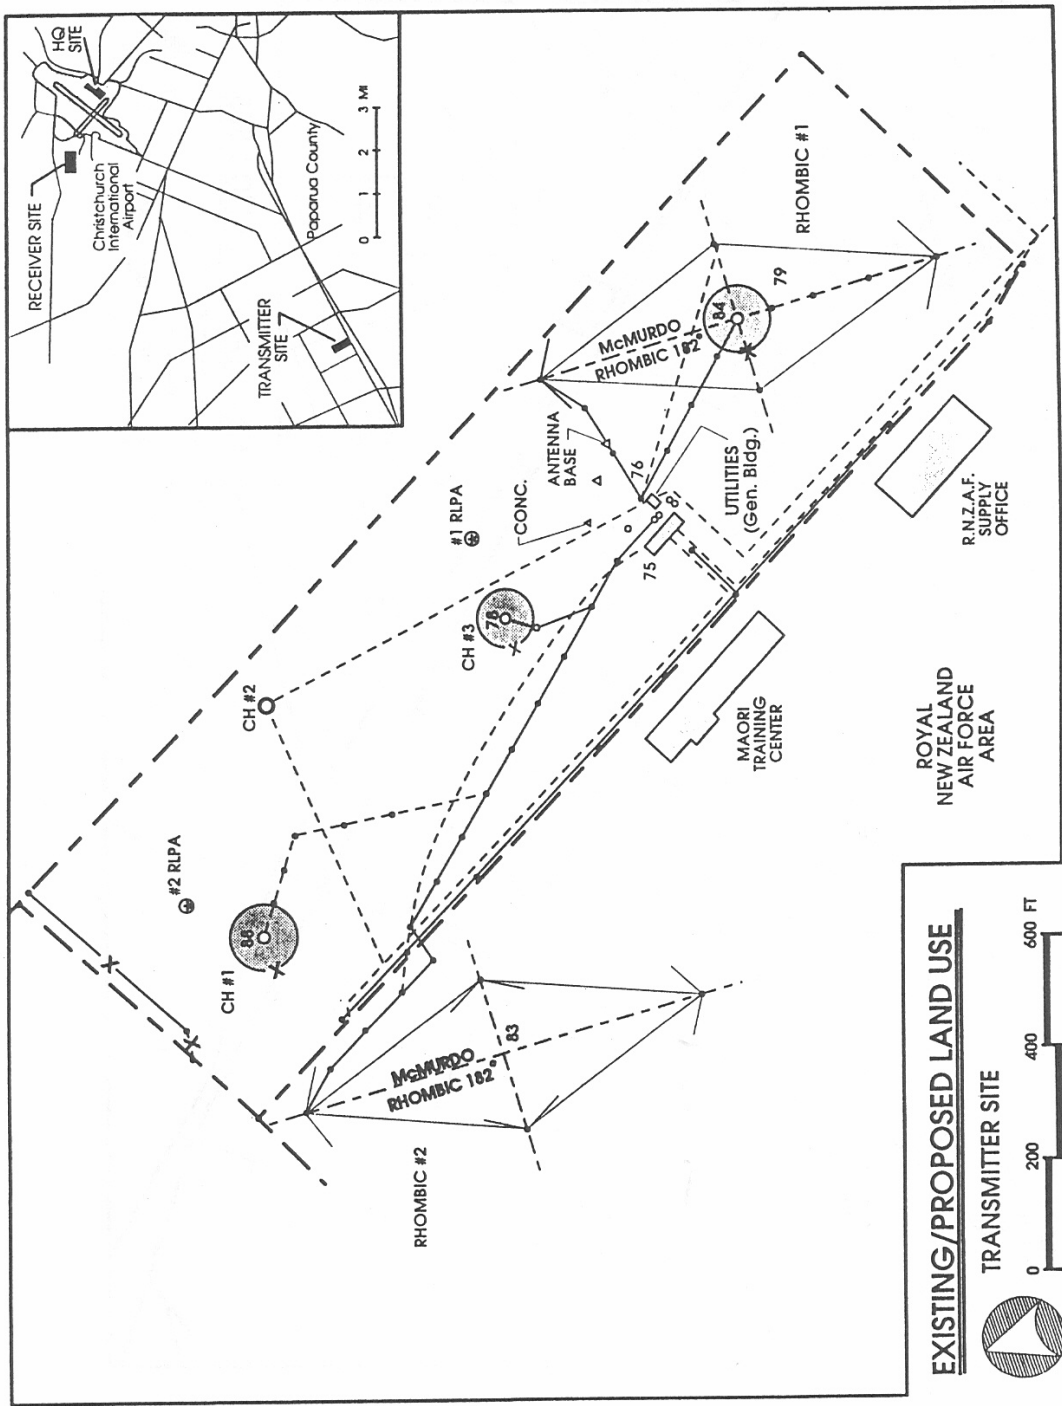 EXISTING/PROPOSED LAND USE
TRANSMITTER SITE
0 200 400 600 FT
RECEIVER SITE
HQ
SITE
Christchurch
International
Airport
TRANSMITTER
SITE
Paparua County
0 1 2 3 MI
CH #1
88
#2 RLPA
CH #2
CH #3
78
#1 RLPA
CONC.
ANTENNA
BASE
76
75
UTILITIES
(Gen. Bldg.)
McMURDO
RHOMBIC 182°
84
79
RHOMBIC #1
RHOMBIC #2
McMURDO
RHOMBIC 182°
83
MAORI
TRAINING
CENTER
R.N.Z.A.F.
SUPPLY
OFFICE
ROYAL
NEW ZEALAND
AIR FORCE
AREA